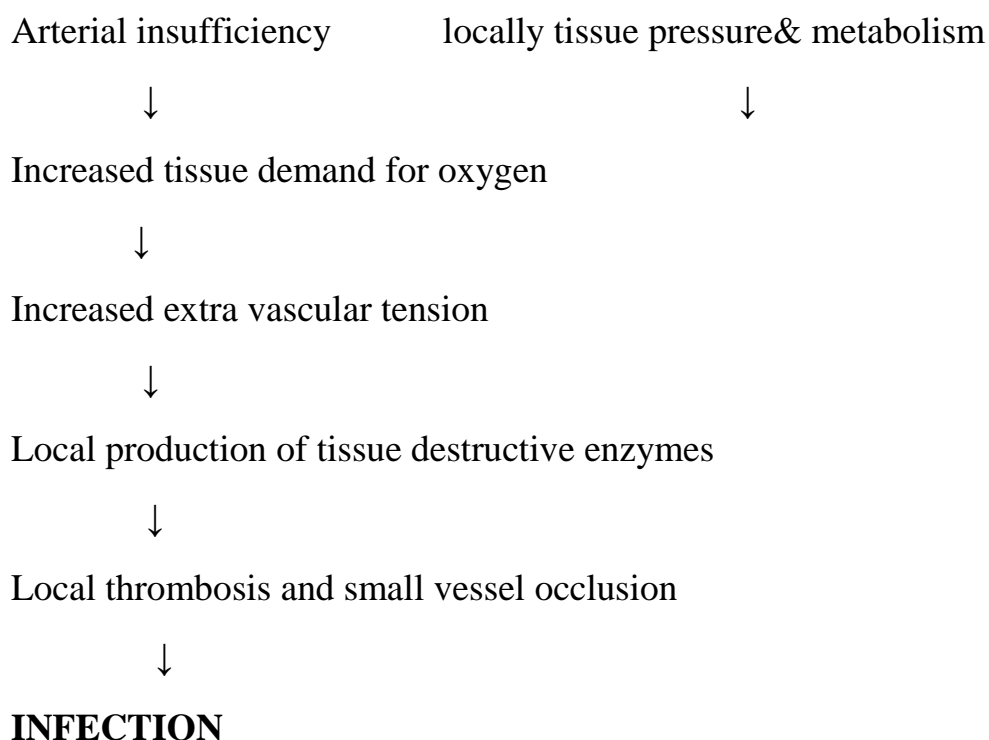 Arterial insufficiency locally tissue pressure& metabolism
↓ ↓
Increased tissue demand for oxygen
↓
Increased extra vascular tension
↓
Local production of tissue destructive enzymes
↓
Local thrombosis and small vessel occlusion
↓
INFECTION